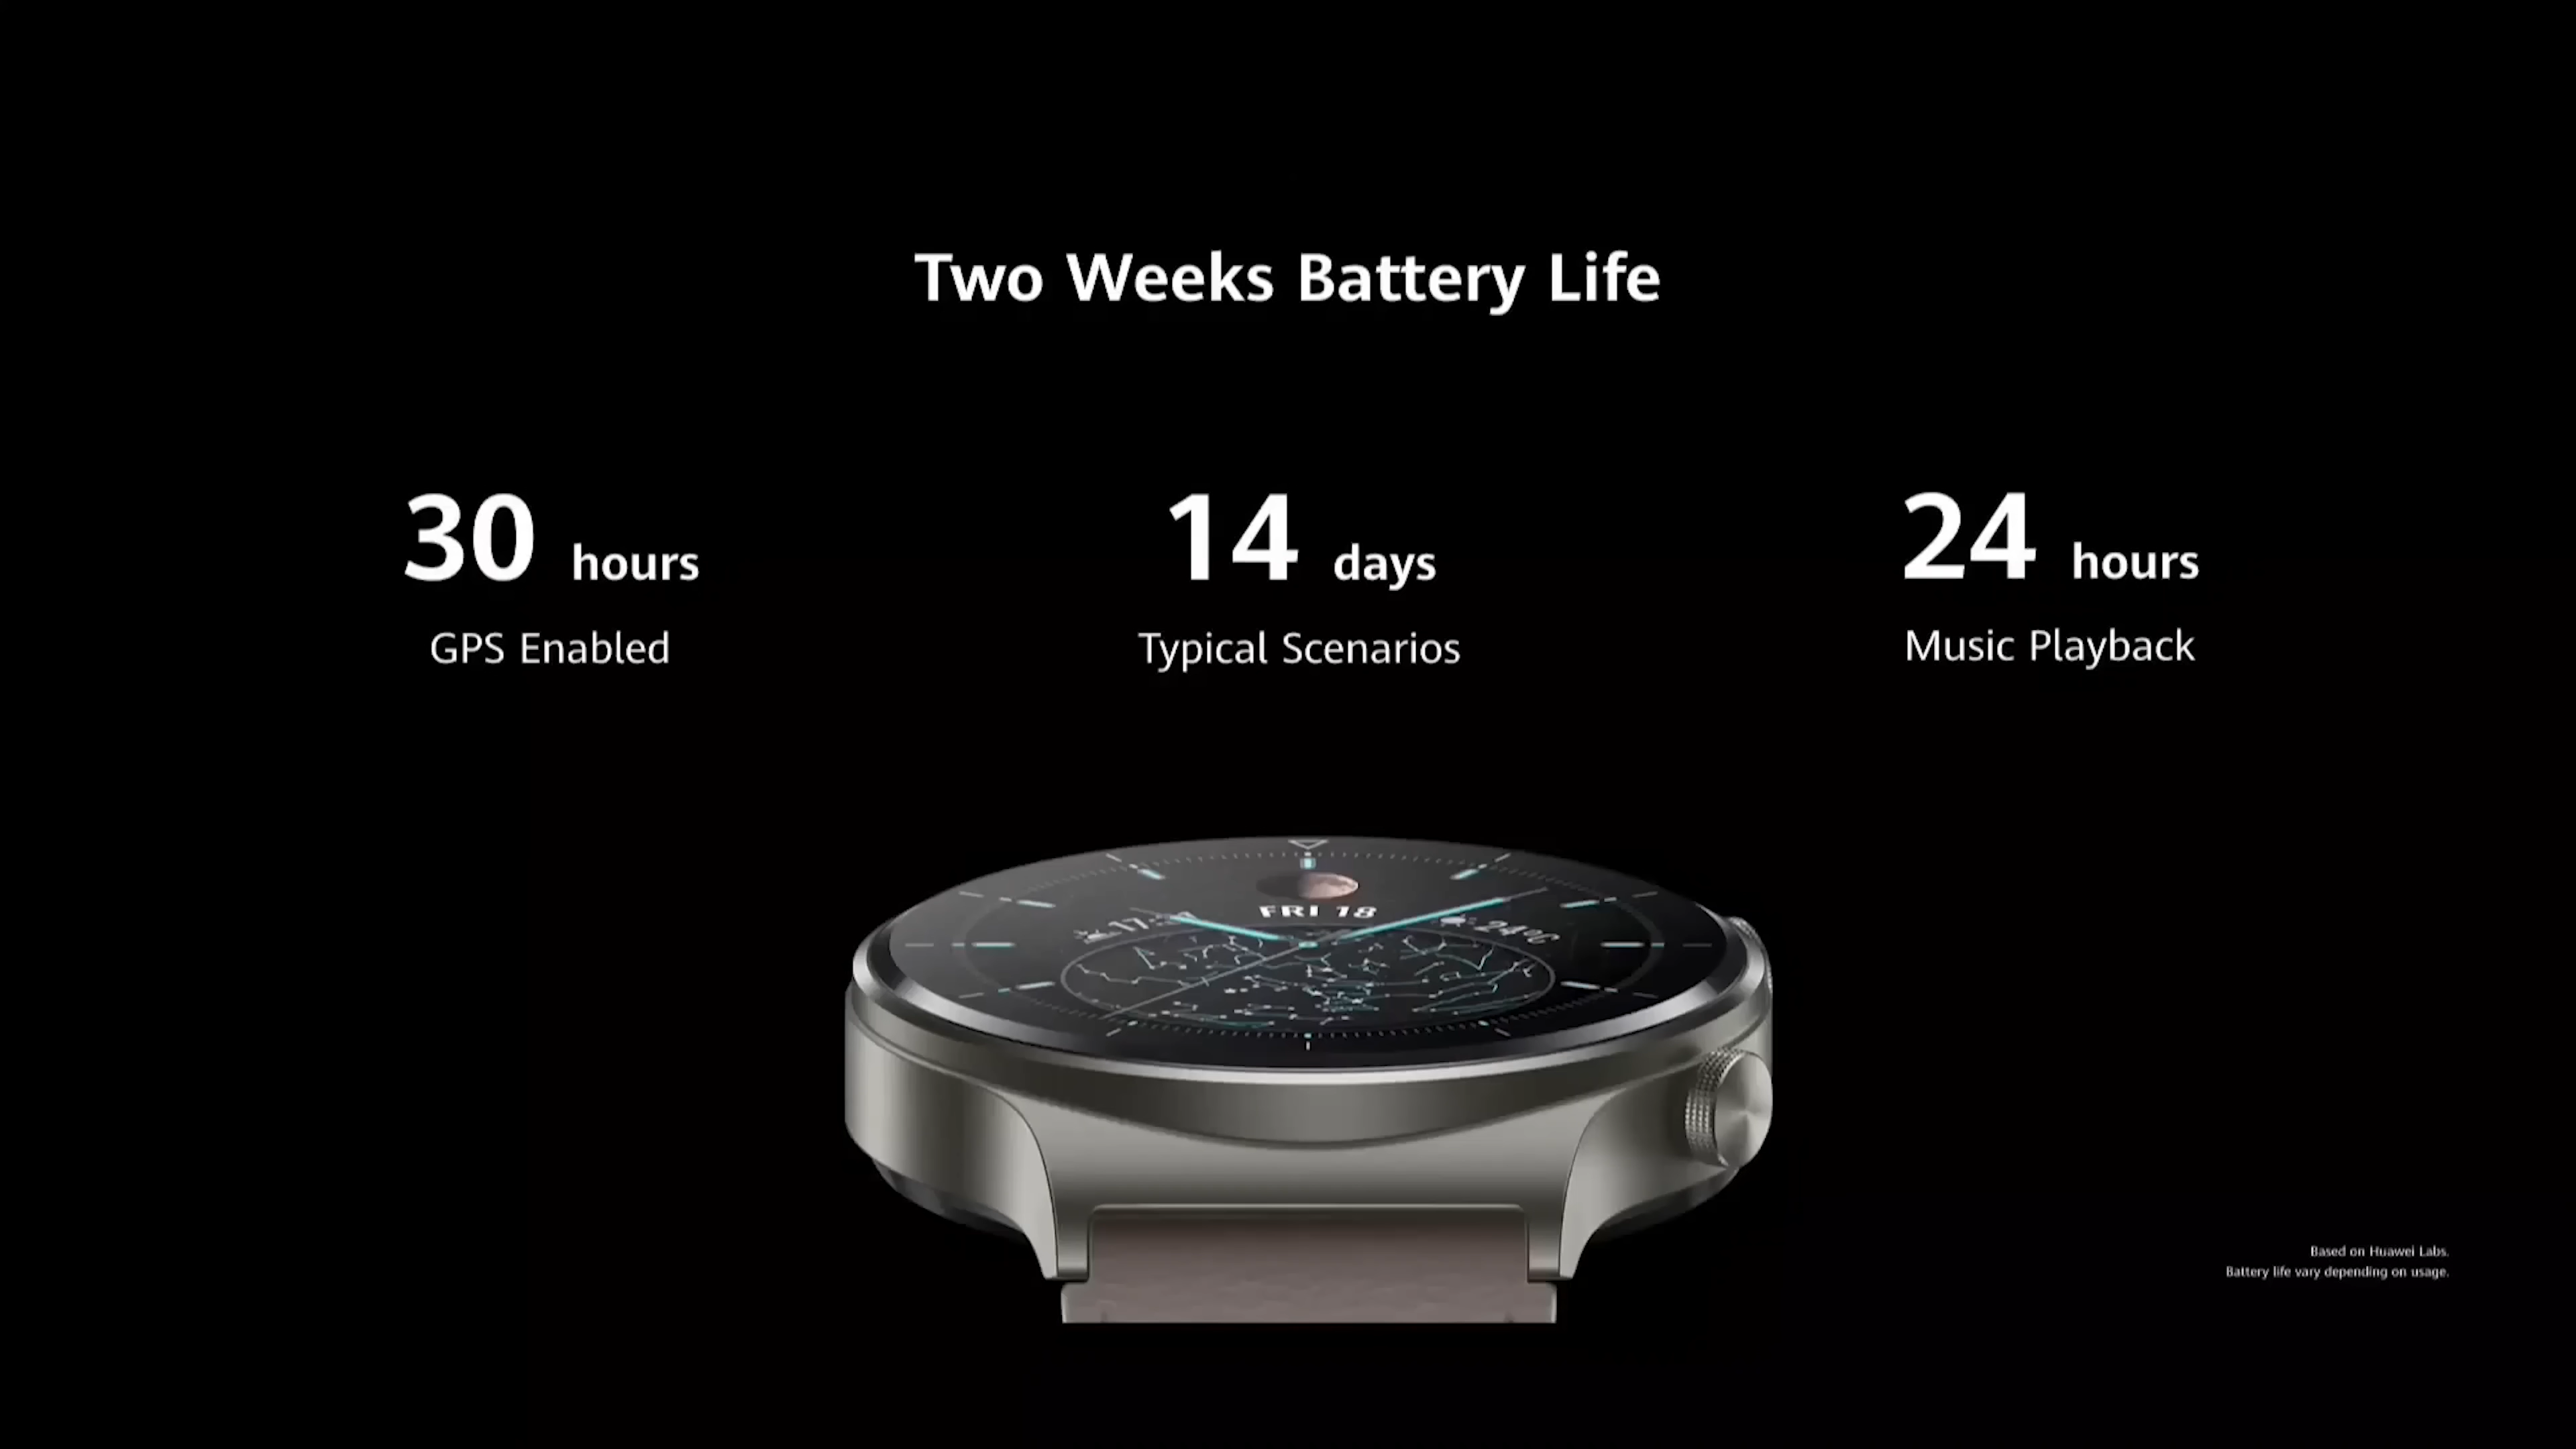 Two Weeks Battery Life
30 hours
GPS Enabled
14 days
Typical Scenarios
24 hours
Music Playback
FRI 18
24°C
Based on Huawei Labs.
Battery life vary depending on usage.